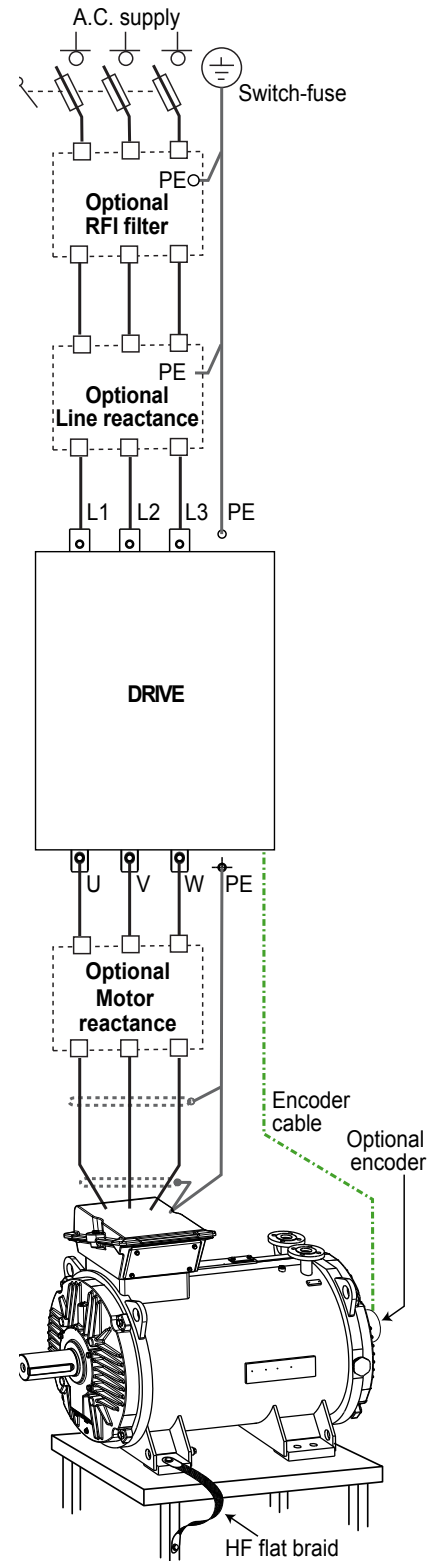 A.C. supply
Switch-fuse
PE
Optional
RFI filter
PE
Optional
Line reactance
L1 L2 L3 PE
DRIVE
U V W PE
Optional
Motor
reactance
Encoder
cable
Optional
encoder
HF flat braid